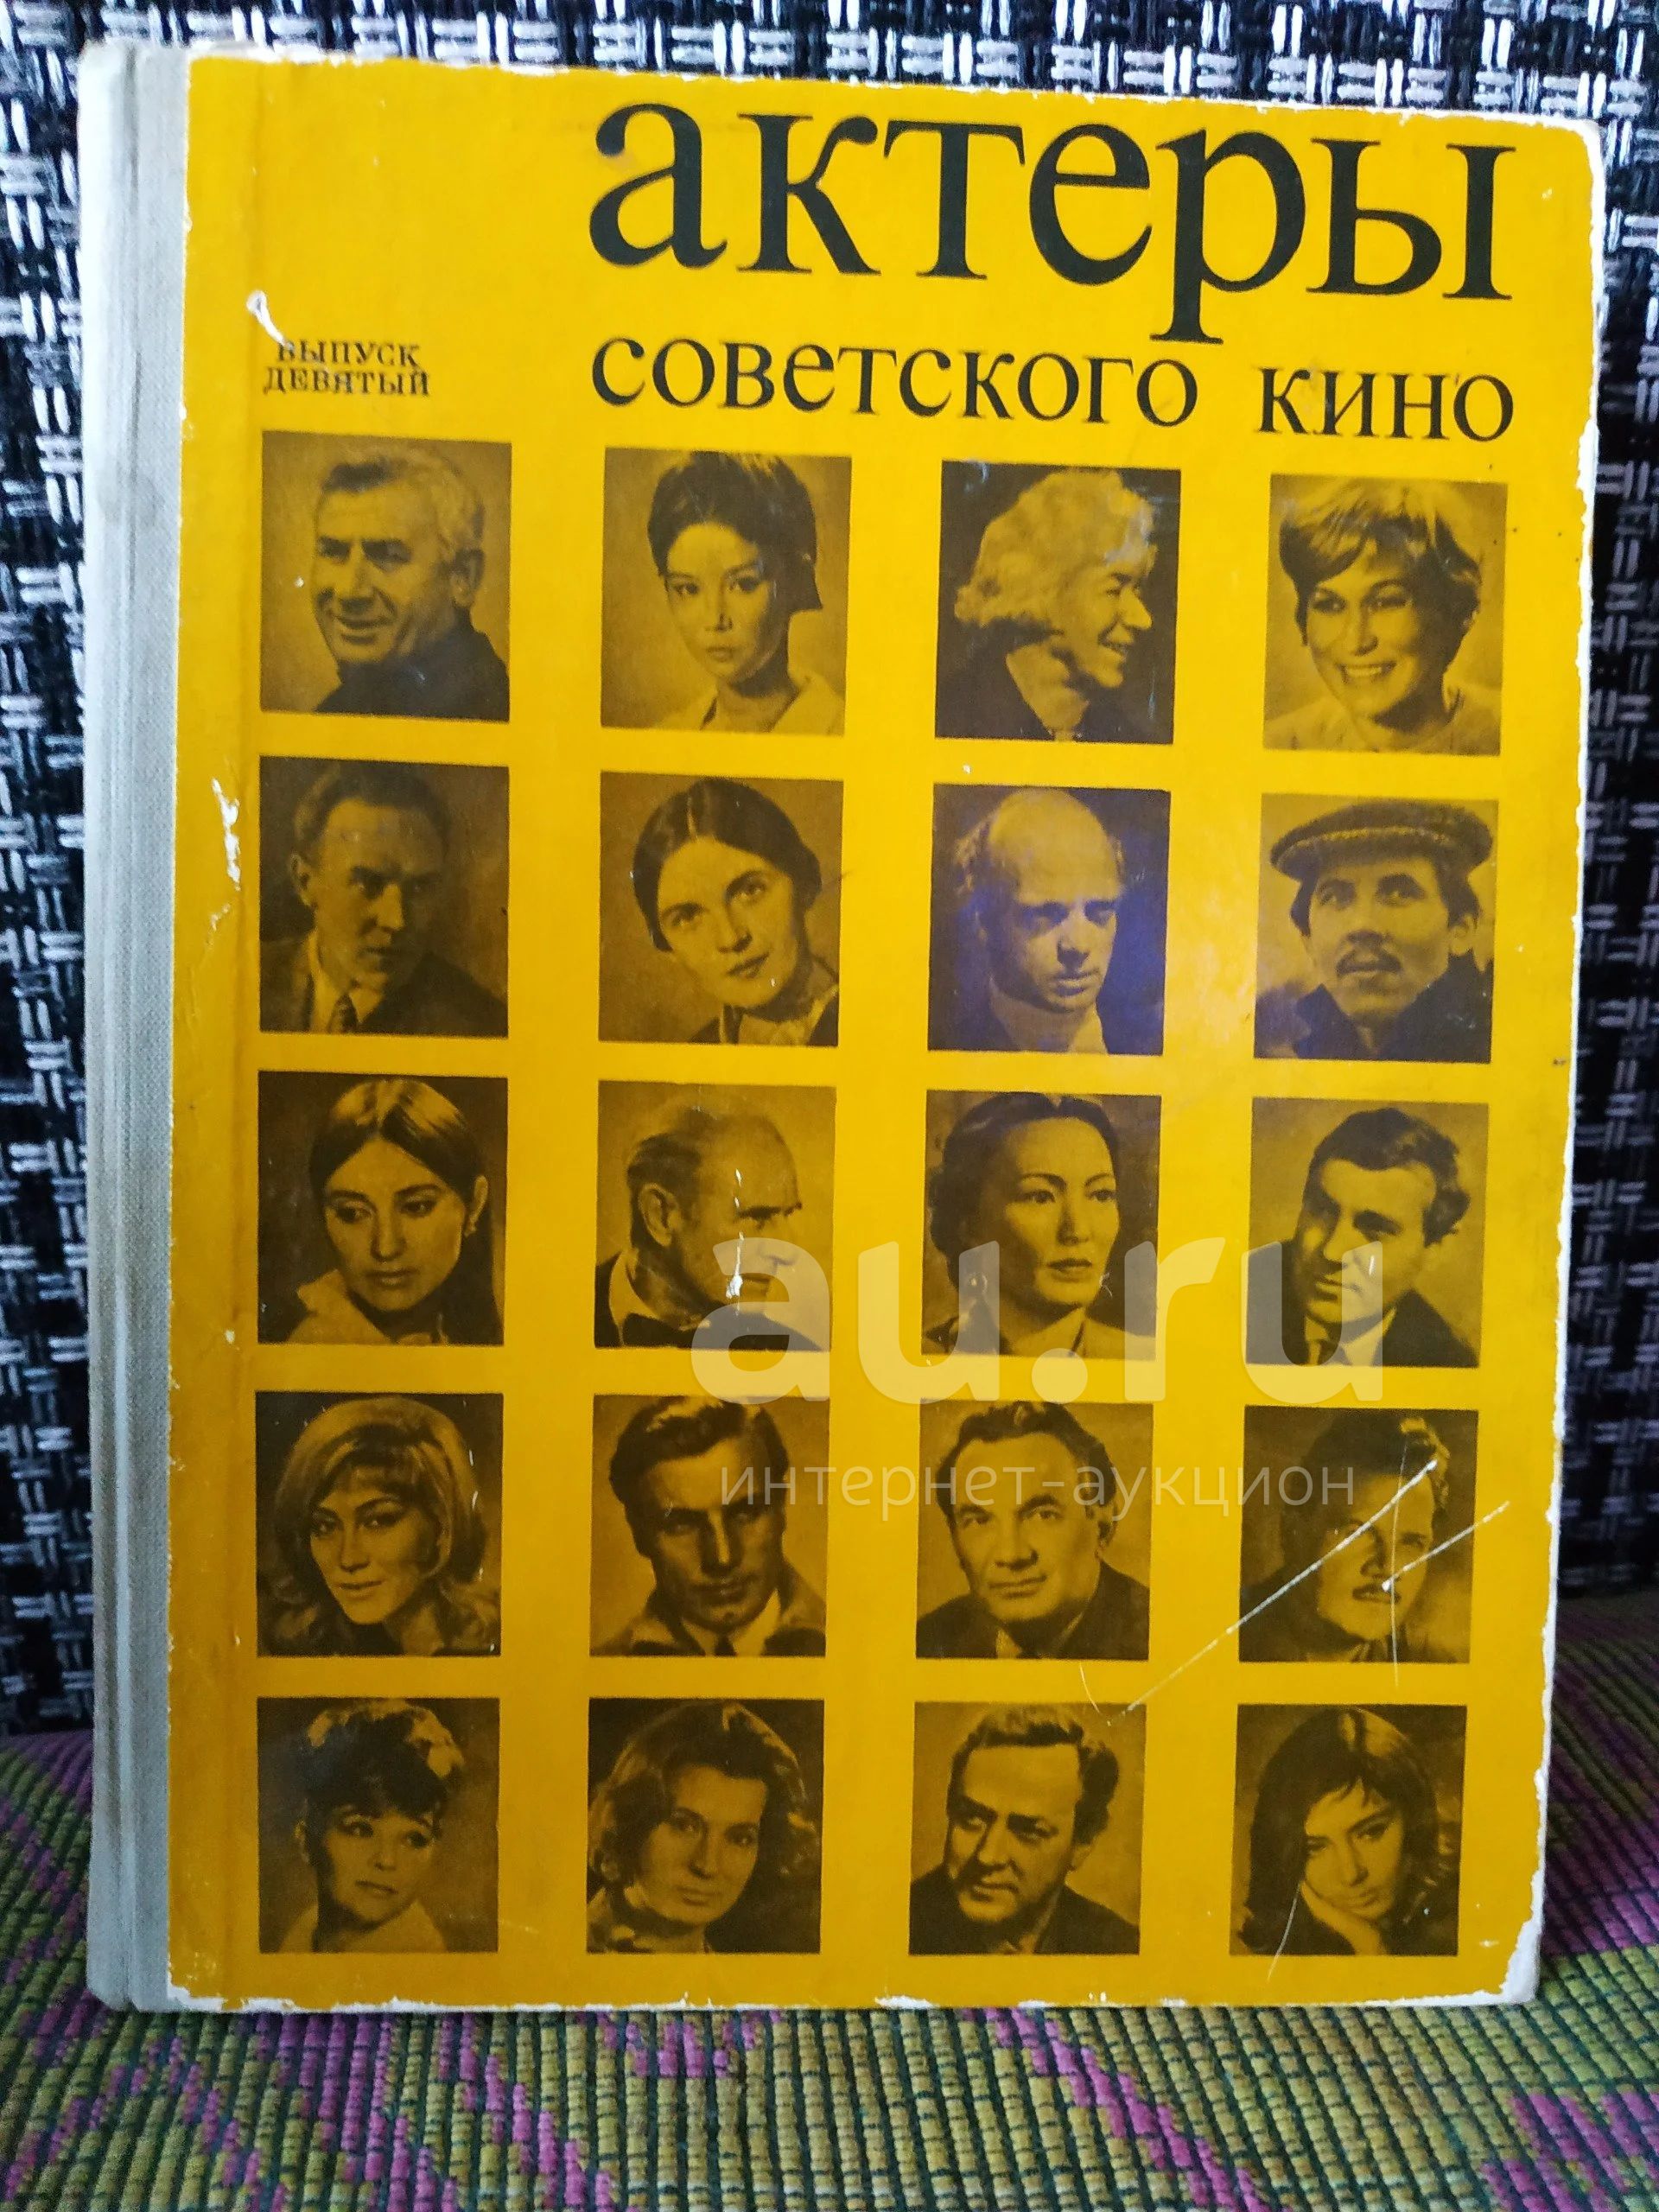 актеры
выпуск
девятый
советского кино
au.ru
интернет-аукцион